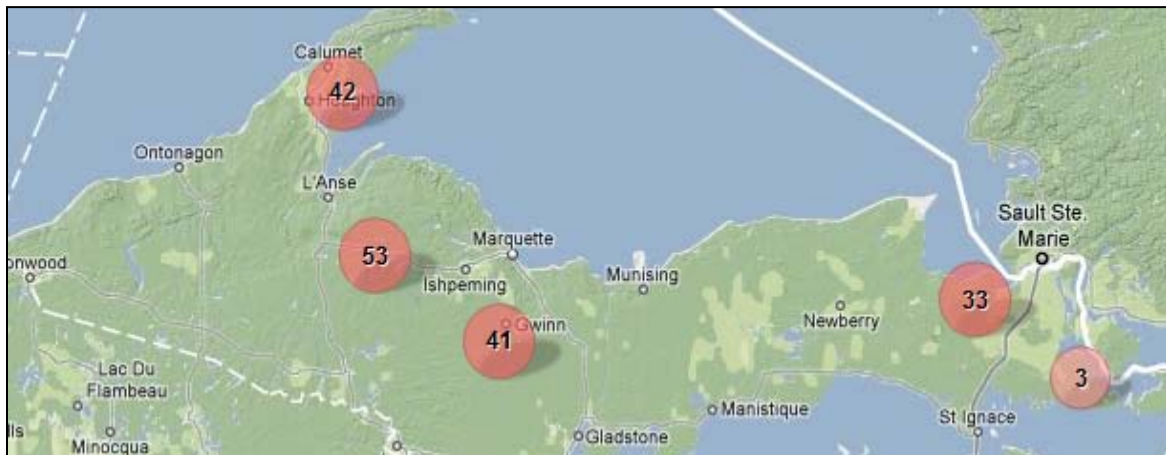 Calumet
42
Houghton
Ontonagon
L'Anse
Sault Ste.
Marie
Marquette
53
onwood
Ishpeming
Munising
33
Newberry
Gwinn
41
Lac Du
Flambeau
3
Manistique
St Ignace
lls
Minocqua
Gladstone